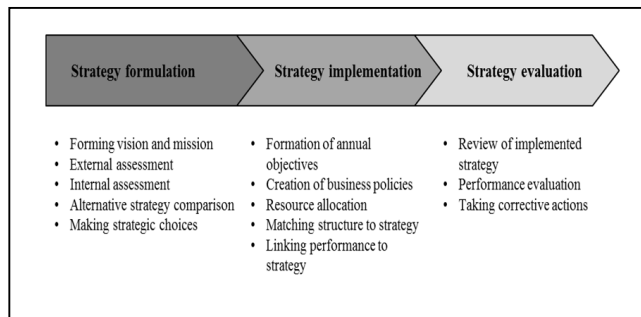 Strategy formulation
Strategy implementation
Strategy evaluation
• Forming vision and mission
• External assessment
• Internal assessment
• Alternative strategy comparison
• Making strategic choices
• Formation of annual
objectives
• Creation of business policies
• Resource allocation
• Matching structure to strategy
• Linking performance to
strategy
• Review of implemented
strategy
• Performance evaluation
• Taking corrective actions